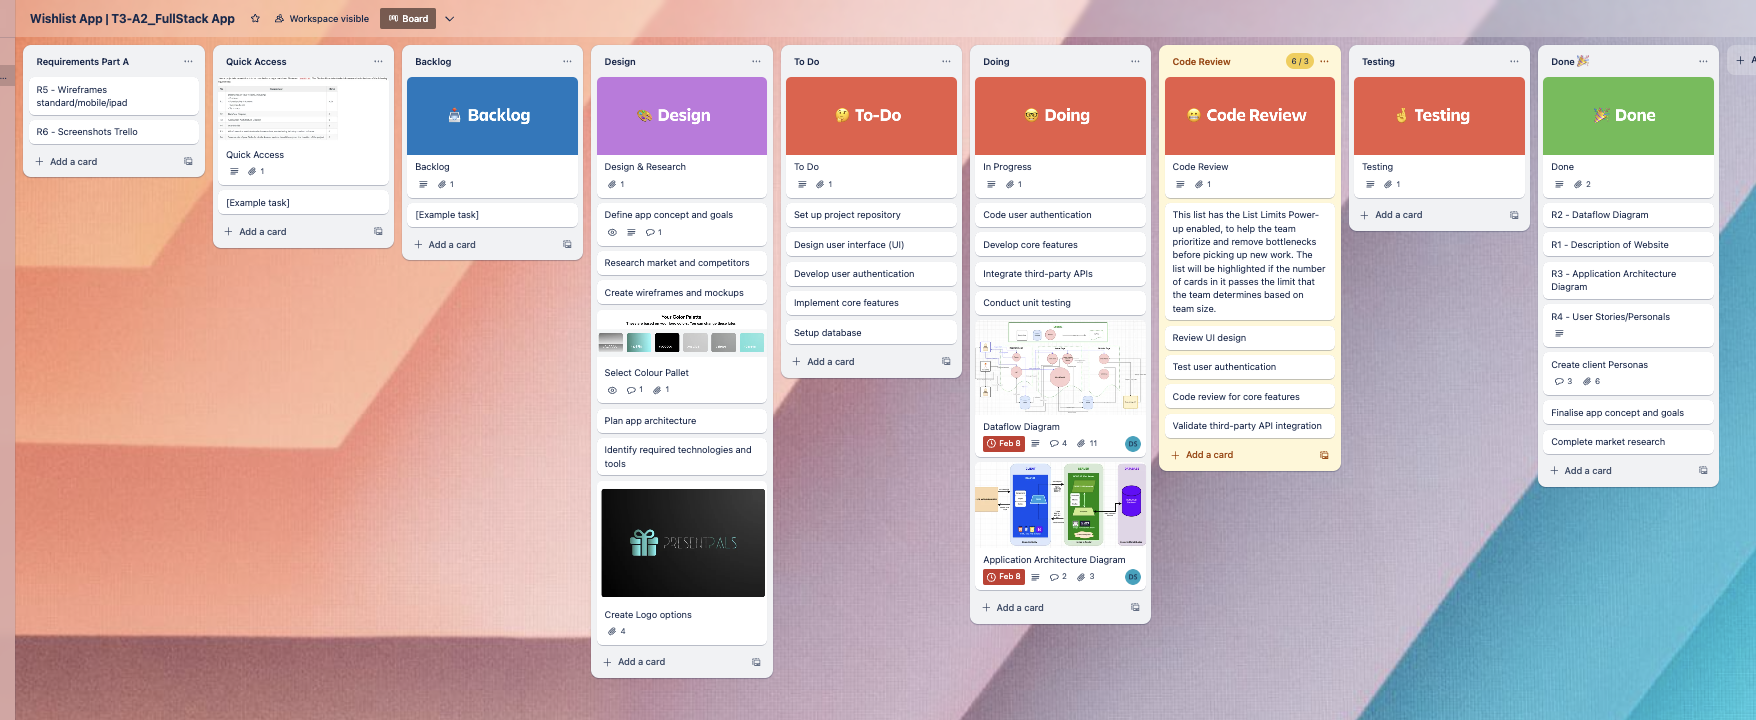 Wishlist App | T3-A2_FullStack App
Workspace visible
Board
Requirements Part A
R5 - Wireframes
standard/mobile/ipad
R6 - Screenshots Trello
Add a card
Quick Access
Quick Access
1
[Example task]
Add a card
Backlog
Backlog
Backlog
1
[Example task]
Add a card
Design
Design
Design & Research
1
Define app concept and goals
1
Research market and competitors
Create wireframes and mockups
Your Color Palette
Select Colour Pallet
1
1
Plan app architecture
Identify required technologies and
tools
PRESENTPALS
Create Logo options
4
Add a card
To Do
To-Do
To Do
1
Set up project repository
Design user interface (UI)
Develop user authentication
Implement core features
Setup database
Add a card
Doing
Doing
In Progress
1
Code user authentication
Develop core features
Integrate third-party APIs
Conduct unit testing
Dataflow Diagram
Feb 8
4
11
DS
Application Architecture Diagram
Feb 8
2
3
DS
Add a card
Code Review
6 / 3
Code Review
Code Review
1
This list has the List Limits Power-
up enabled, to help the team
prioritize and remove bottlenecks
before picking up new work. The
list will be highlighted if the number
of cards in it passes the limit that
the team determines based on
team size.
Review UI design
Test user authentication
Code review for core features
Validate third-party API integration
Add a card
Testing
Testing
Testing
1
Add a card
Done 🎉
Done
Done
2
R2 - Dataflow Diagram
R1 - Description of Website
R3 - Application Architecture
Diagram
R4 - User Stories/Personals
Create client Personas
3
6
Finalise app concept and goals
Complete market research
Add a card